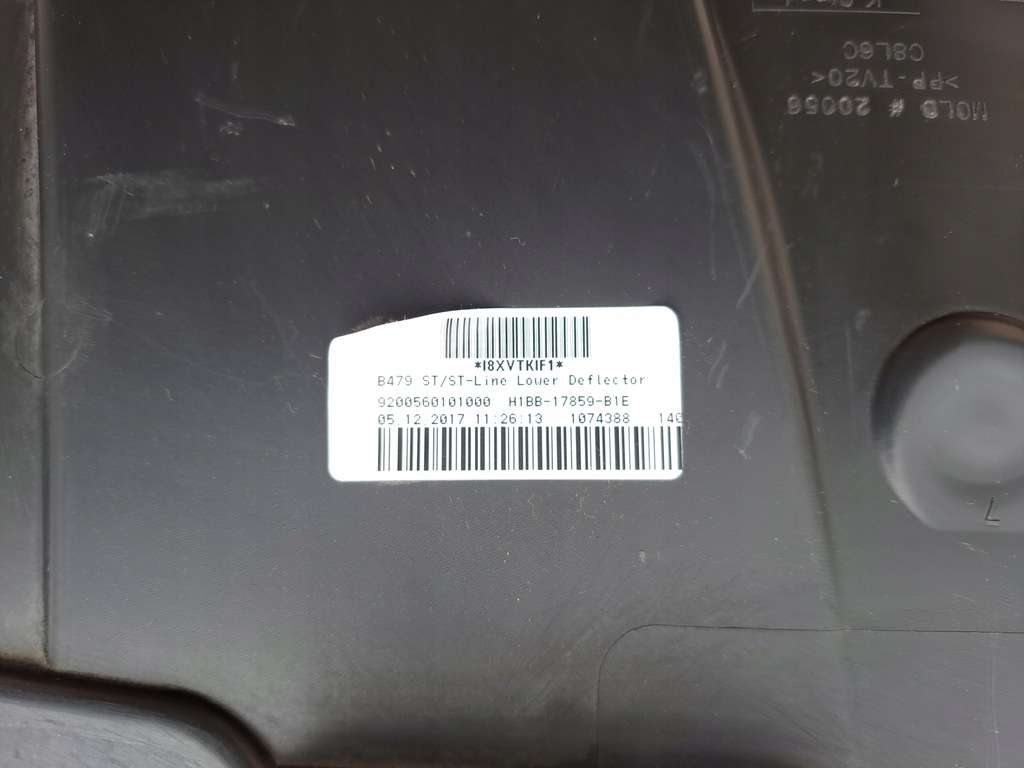 MOLD # 20056
>PP-TV20<
C8L6C
*I8XVTKIF1*
B479 ST/ST-Line Lower Deflector
9200560101000 H1BB-17859-B1E
05.12.2017 11:26:13 1074388 140
7